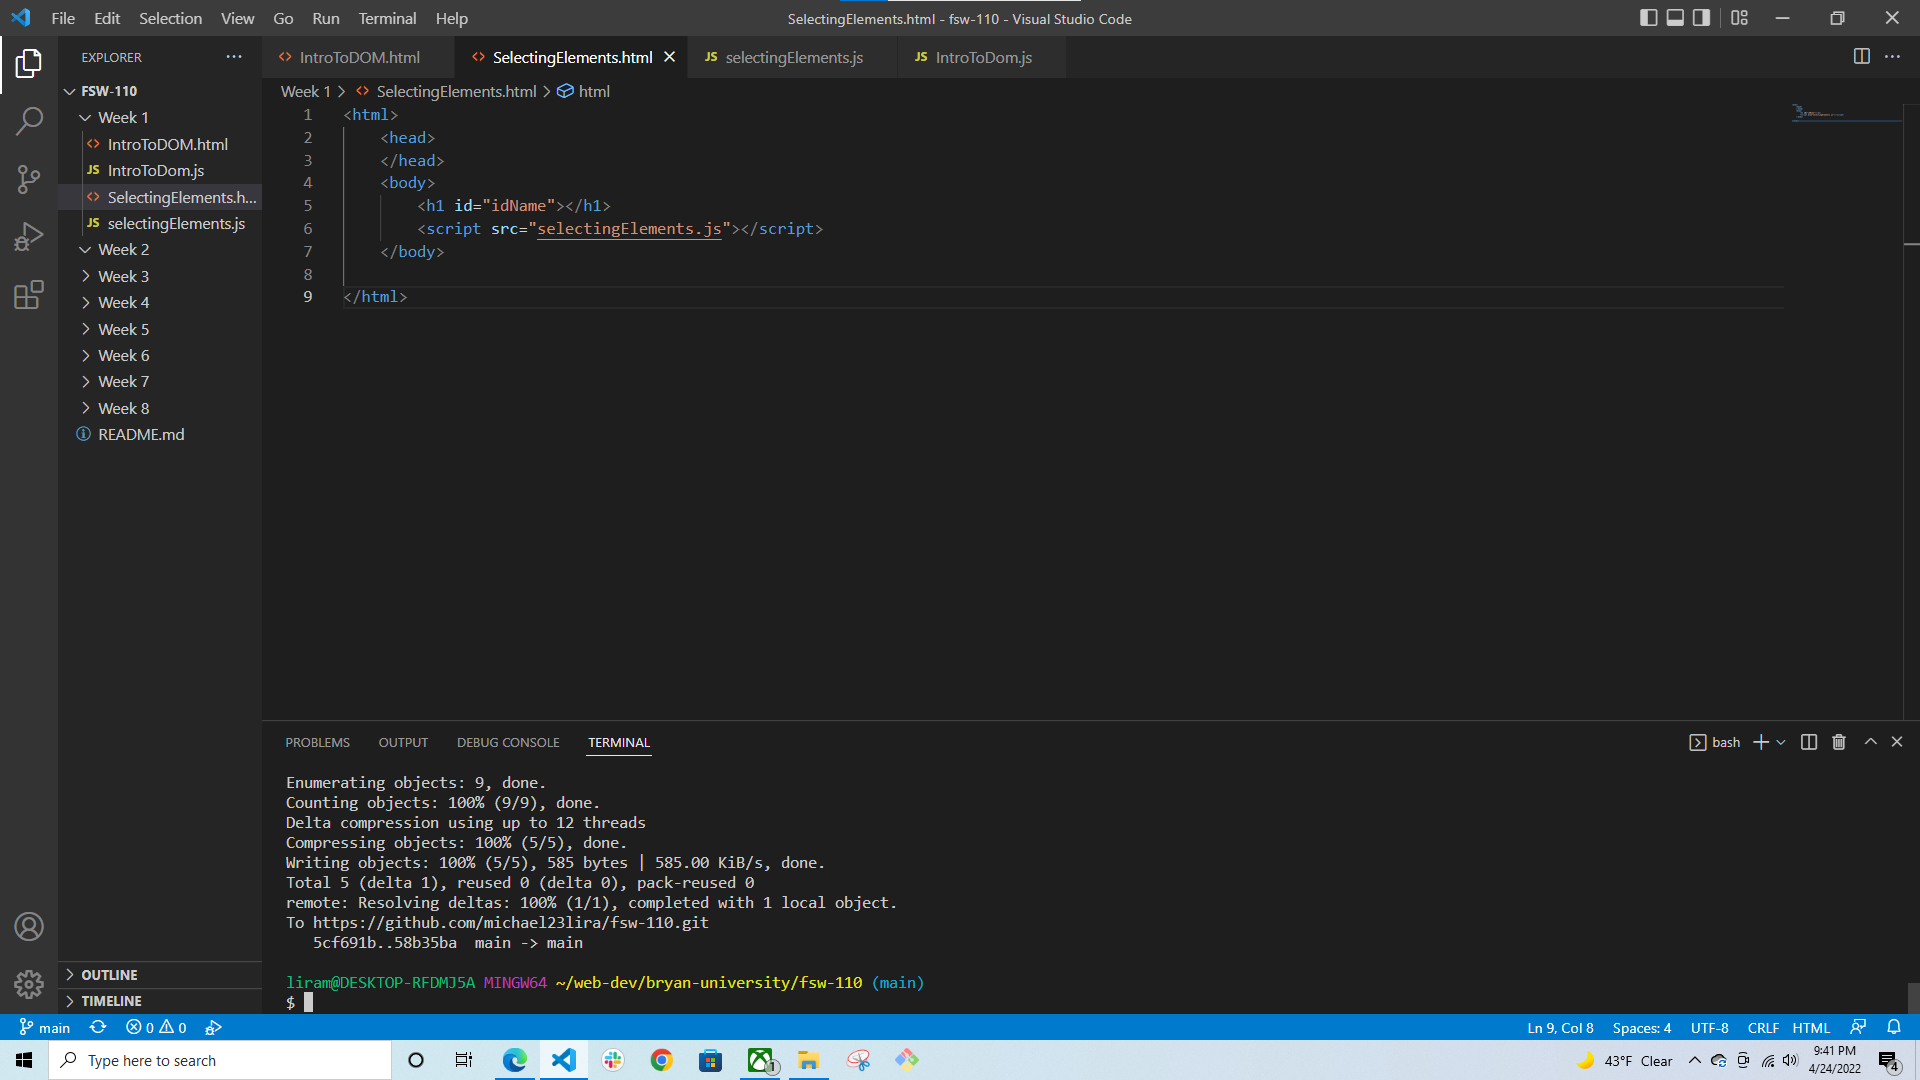 File Edit Selection View Go Run Terminal Help
SelectingElements.html - fsw-110 - Visual Studio Code
EXPLORER
FSW-110
Week 1
IntroToDOM.html
JS IntroToDom.js
SelectingElements.h...
JS selectingElements.js
Week 2
Week 3
Week 4
Week 5
Week 6
Week 7
Week 8
README.md
OUTLINE
TIMELINE
IntroToDOM.html
SelectingElements.html
JS selectingElements.js
JS IntroToDom.js
Week 1 > SelectingElements.html > html
1 <html>
2 <head>
3 </head>
4 <body>
5 <h1 id="idName"></h1>
6 <script src="selectingElements.js"></script>
7 </body>
8
9 </html>
PROBLEMS OUTPUT DEBUG CONSOLE TERMINAL
bash
Enumerating objects: 9, done.
Counting objects: 100% (9/9), done.
Delta compression using up to 12 threads
Compressing objects: 100% (5/5), done.
Writing objects: 100% (5/5), 585 bytes | 585.00 KiB/s, done.
Total 5 (delta 1), reused 0 (delta 0), pack-reused 0
remote: Resolving deltas: 100% (1/1), completed with 1 local object.
To https://github.com/michael23lira/fsw-110.git
5cf691b..58b35ba main -> main
liram@DESKTOP-RFDMJ5A MINGW64 ~/web-dev/bryan-university/fsw-110 (main)
$
main 0 0
Ln 9, Col 8 Spaces: 4 UTF-8 CRLF HTML
Type here to search
1
43°F Clear
9:41 PM
4/24/2022
4